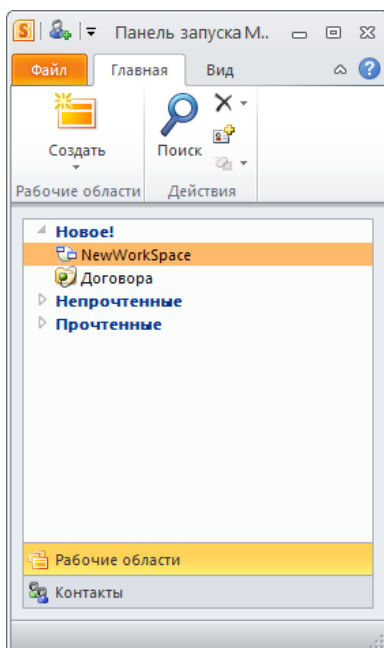 Панель запуска М..
Файл Главная Вид
Создать Поиск
Рабочие области Действия
Новое!
NewWorkSpace
Договора
Непрочтенные
Прочтенные
Рабочие области
Контакты